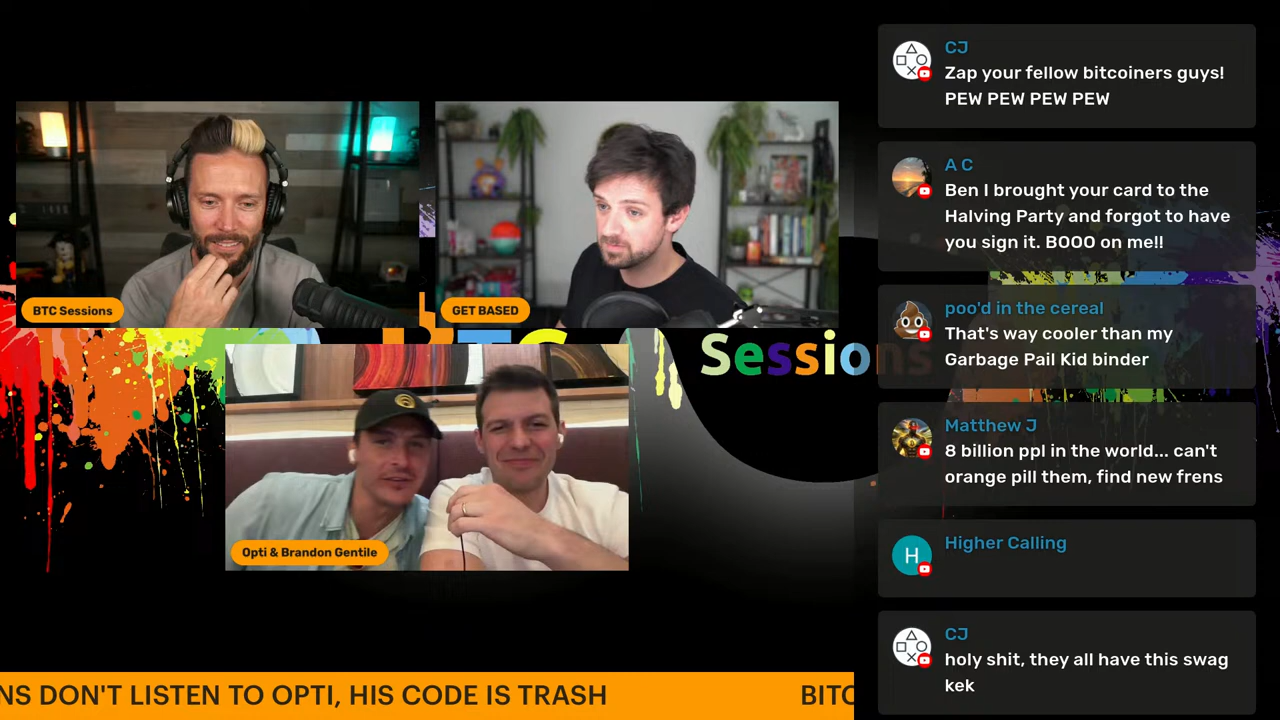 CJ
Zap your fellow bitcoiners guys!
PEW PEW PEW PEW
A C
Ben I brought your card to the
Halving Party and forgot to have
you sign it. BOOO on me!!
BTC Sessions
GET BASED
poo'd in the cereal
That's way cooler than my
Garbage Pail Kid binder
Sessions
Matthew J
8 billion ppl in the world... can't
orange pill them, find new frens
Opti & Brandon Gentile
H
Higher Calling
CJ
holy shit, they all have this swag
kek
NS DON'T LISTEN TO OPTI, HIS CODE IS TRASH
BITC